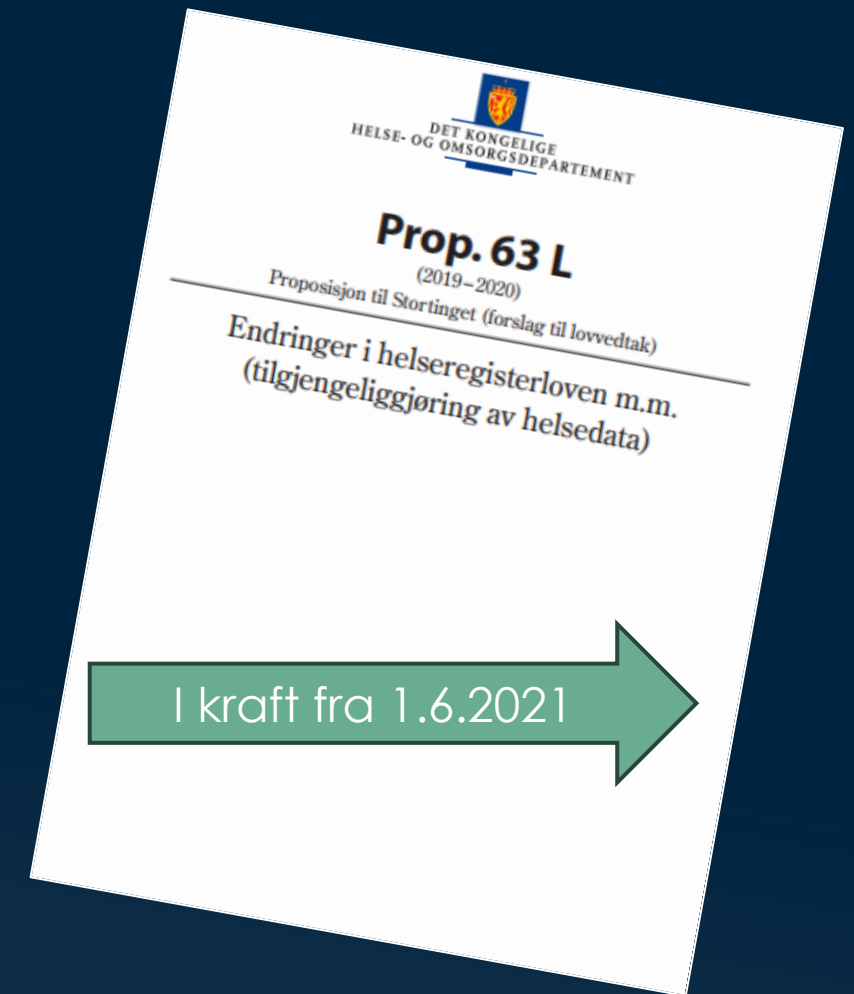 DET KONGELIGE
HELSE- OG OMSORGSDEPARTEMENT
Prop. 63 L
(2019–2020)
Proposisjon til Stortinget (forslag til lovvedtak)
Endringer i helseregisterloven m.m.
(tilgjengeliggjøring av helsedata)
I kraft fra 1.6.2021